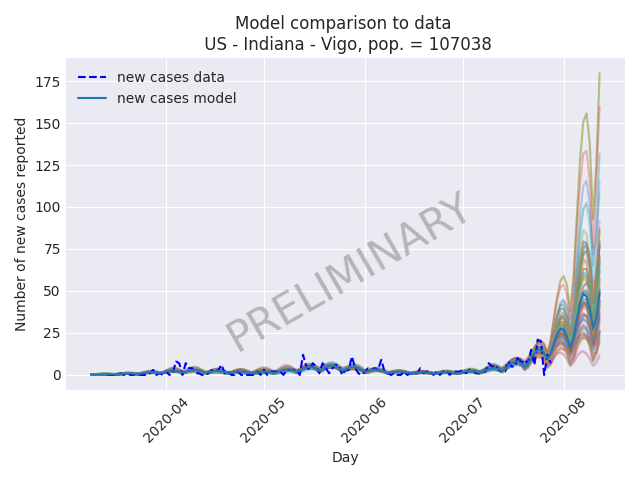 Model comparison to data
US - Indiana - Vigo, pop. = 107038
new cases data
new cases model
Number of new cases reported
175
150
125
100
75
50
25
0
PRELIMINARY
2020-04
2020-05
2020-06
2020-07
2020-08
Day